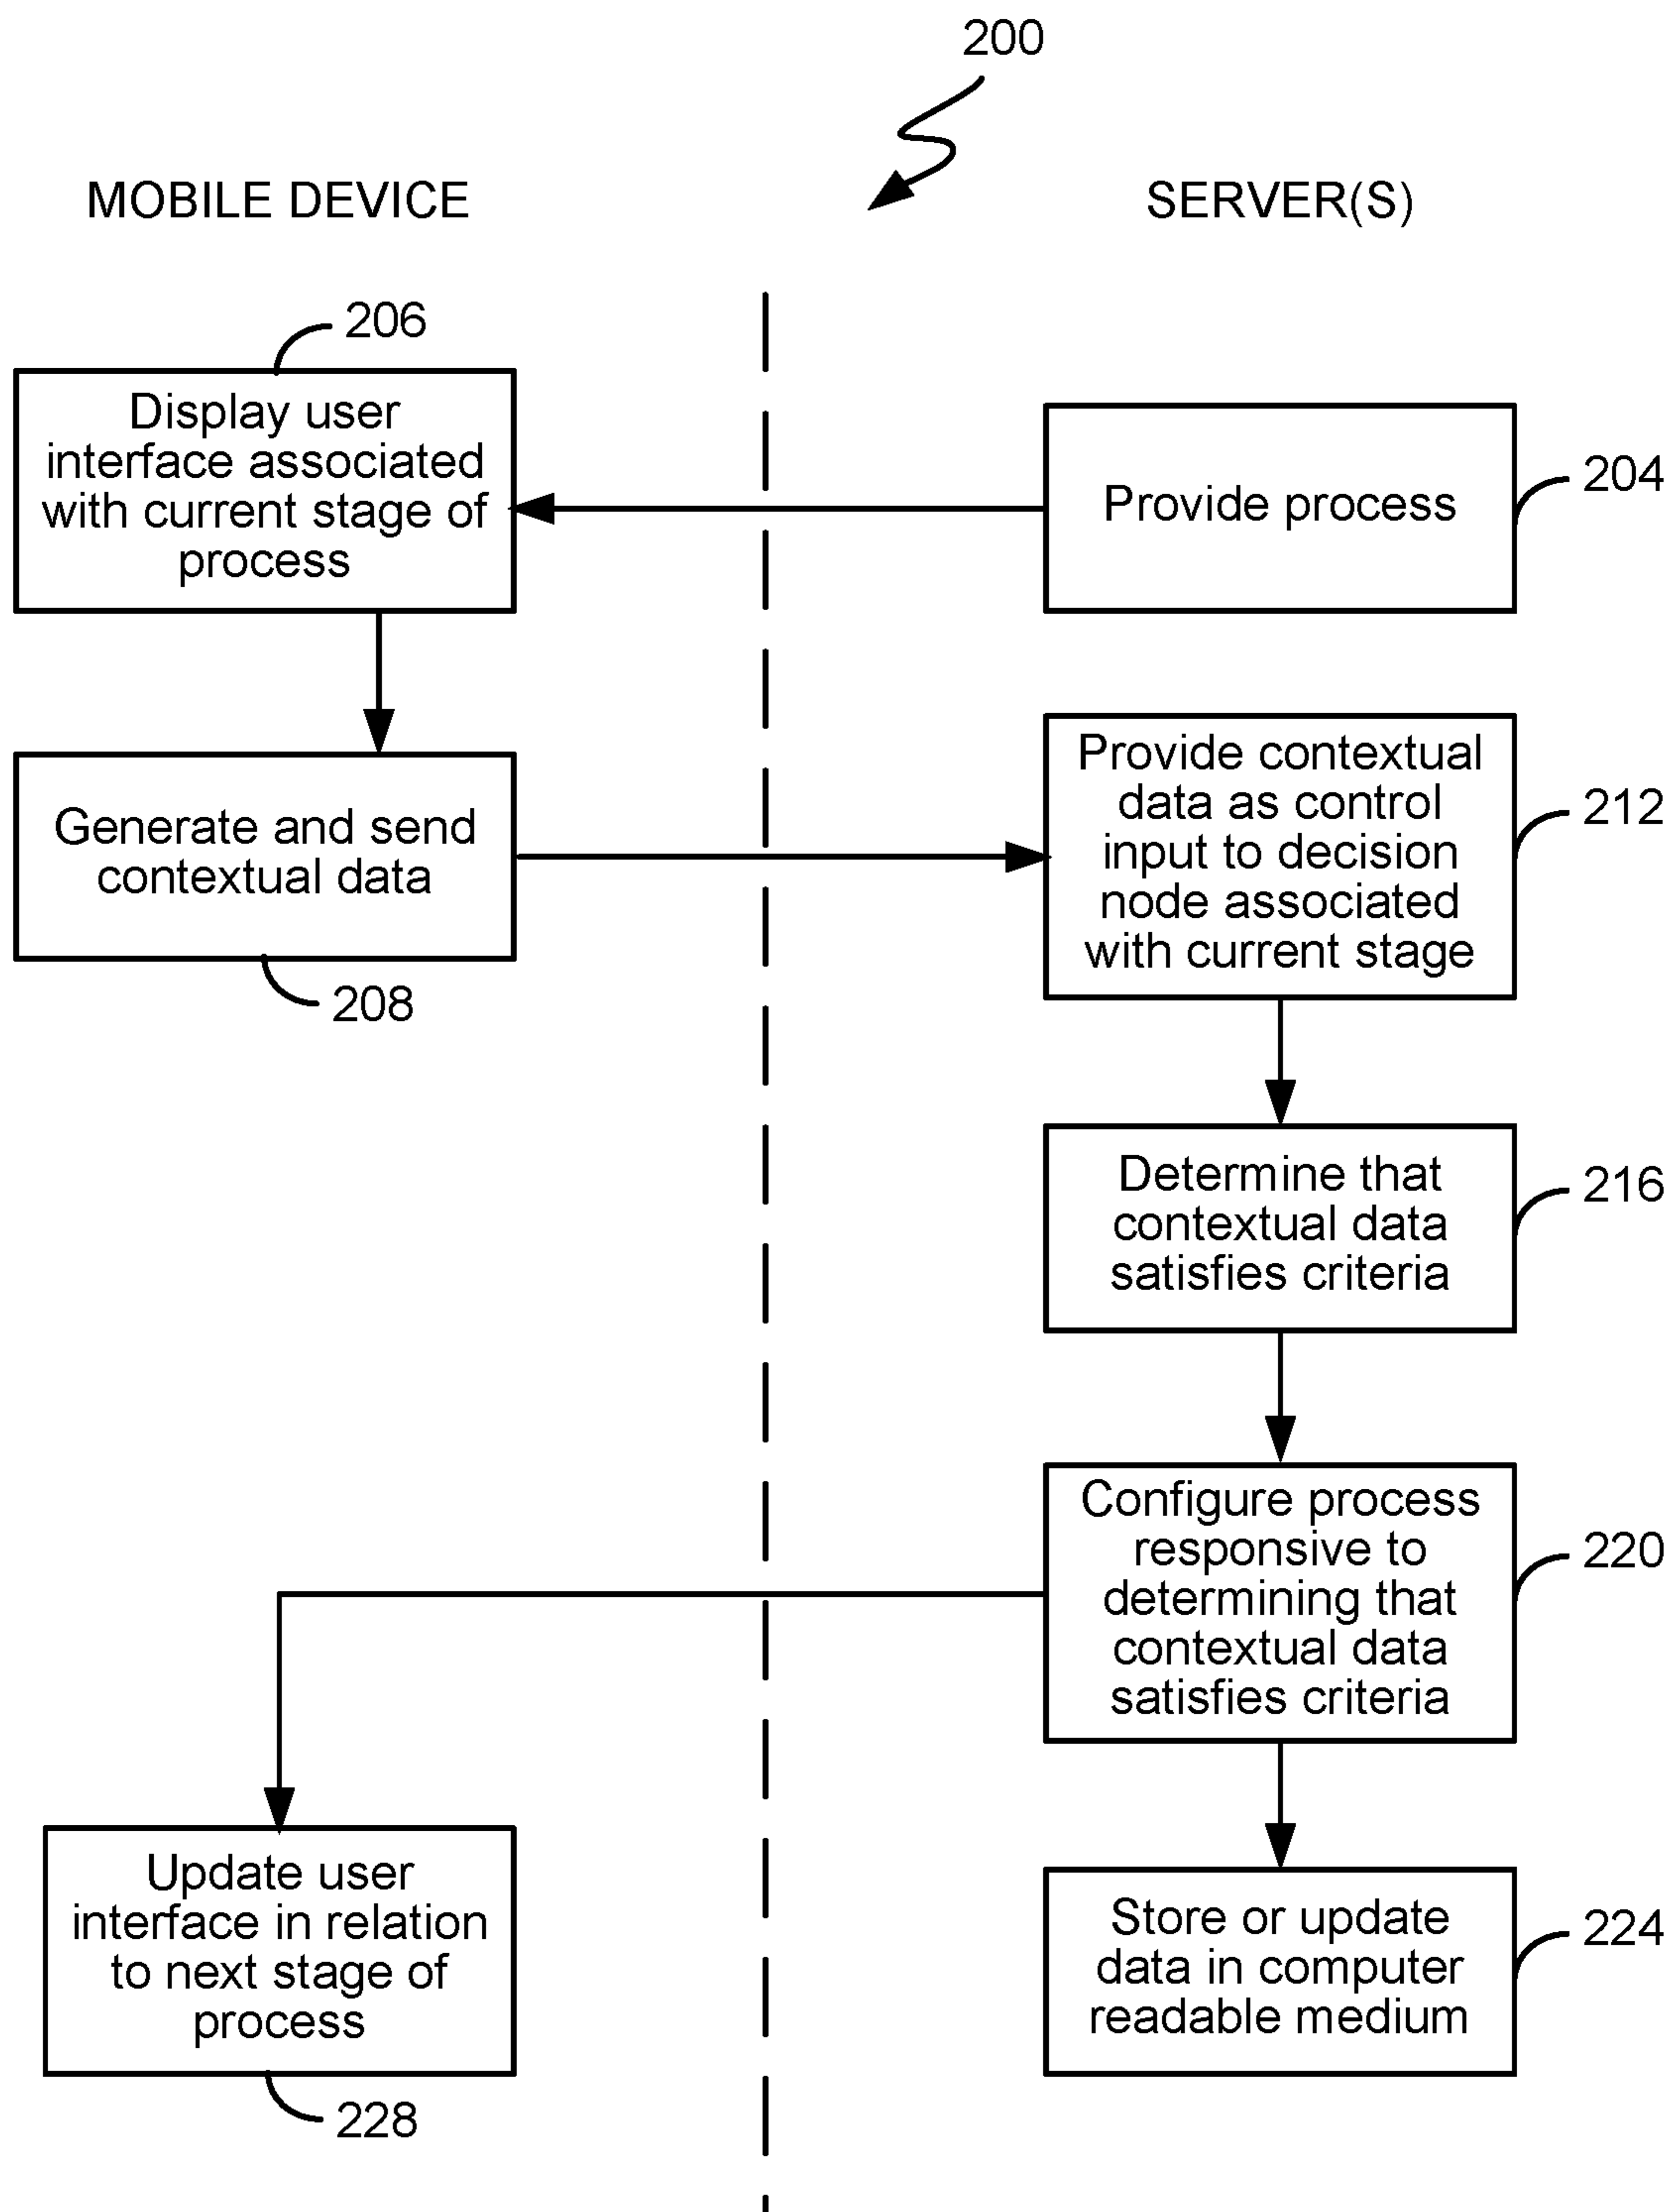 200
MOBILE DEVICE
SERVER(S)
206
Display user
interface associated
with current stage of
process
Provide process
204
Generate and send
contextual data
208
Provide contextual
data as control
input to decision
node associated
with current stage
212
Determine that
contextual data
satisfies criteria
216
Configure process
responsive to
determining that
contextual data
satisfies criteria
220
Update user
interface in relation
to next stage of
process
228
Store or update
data in computer
readable medium
224